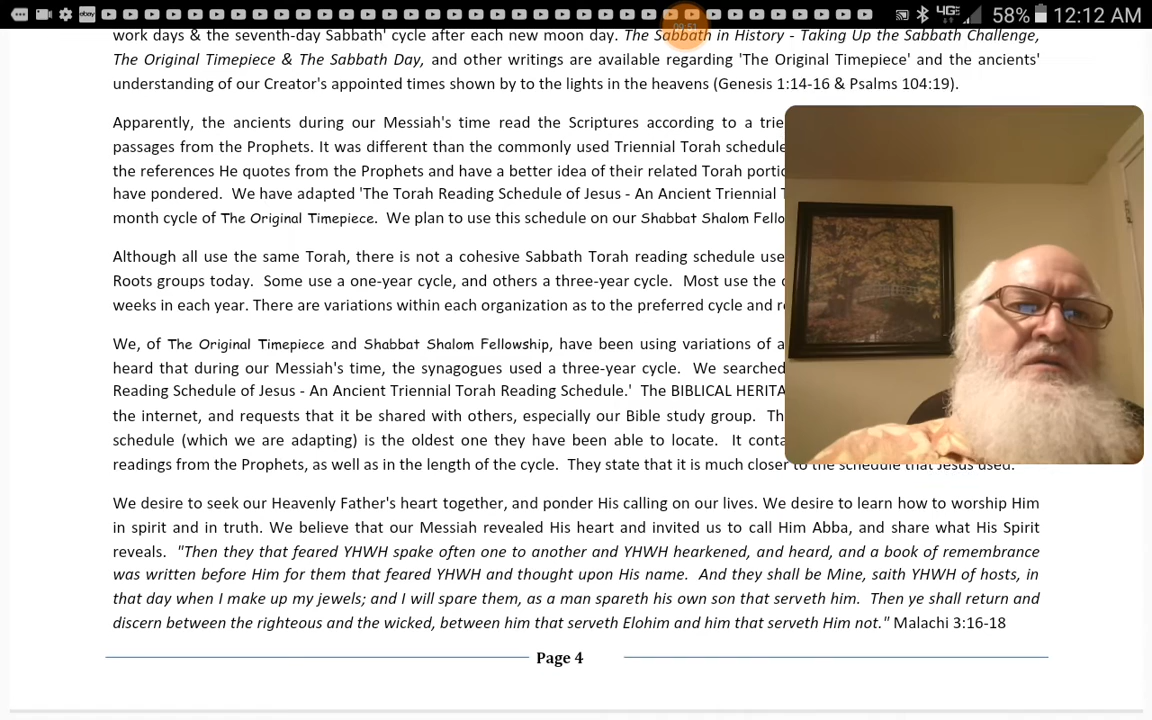 58% 12:12 AM
4G
ebay
09:51
work days & the seventh-day Sabbath' cycle after each new moon day. The Sabbath in History - Taking Up the Sabbath Challenge,
The Original Timepiece & The Sabbath Day, and other writings are available regarding 'The Original Timepiece' and the ancients'
understanding of our Creator's appointed times shown by to the lights in the heavens (Genesis 1:14-16 & Psalms 104:19).
Apparently, the ancients during our Messiah's time read the Scriptures according to a trie
passages from the Prophets. It was different than the commonly used Triennial Torah schedule
the references He quotes from the Prophets and have a better idea of their related Torah portic
have pondered. We have adapted 'The Torah Reading Schedule of Jesus - An Ancient Triennial T
month cycle of The Original Timepiece. We plan to use this schedule on our Shabbat Shalom Fello
Although all use the same Torah, there is not a cohesive Sabbath Torah reading schedule use
Roots groups today. Some use a one-year cycle, and others a three-year cycle. Most use the
weeks in each year. There are variations within each organization as to the preferred cycle and r
We, of The Original Timepiece and Shabbat Shalom Fellowship, have been using variations of a
heard that during our Messiah's time, the synagogues used a three-year cycle. We searched
Reading Schedule of Jesus - An Ancient Triennial Torah Reading Schedule.' The BIBLICAL HERITA
the internet, and requests that it be shared with others, especially our Bible study group. Th
schedule (which we are adapting) is the oldest one they have been able to locate. It conta
readings from the Prophets, as well as in the length of the cycle. They state that it is much closer to the schedule that Jesus used.
We desire to seek our Heavenly Father's heart together, and ponder His calling on our lives. We desire to learn how to worship Him
in spirit and in truth. We believe that our Messiah revealed His heart and invited us to call Him Abba, and share what His Spirit
reveals. "Then they that feared YHWH spake often one to another and YHWH hearkened, and heard, and a book of remembrance
was written before Him for them that feared YHWH and thought upon His name. And they shall be Mine, saith YHWH of hosts, in
that day when I make up my jewels; and I will spare them, as a man spareth his own son that serveth him. Then ye shall return and
discern between the righteous and the wicked, between him that serveth Elohim and him that serveth Him not." Malachi 3:16-18
Page 4